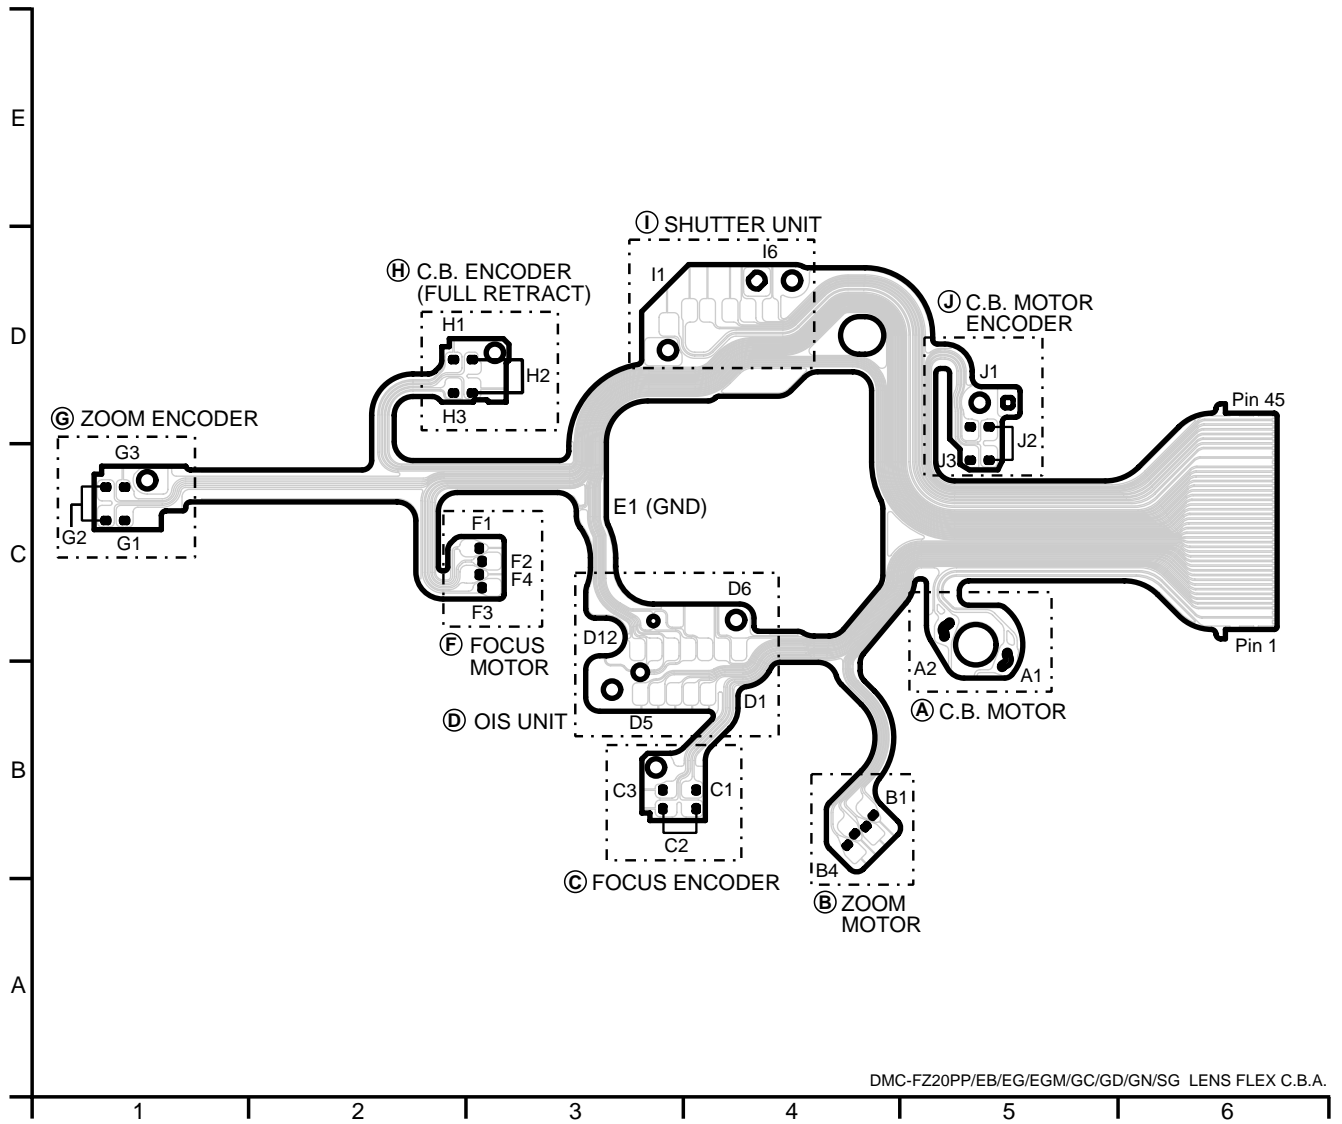 E
Ⓘ SHUTTER UNIT
I6
I1
Ⓗ C.B. ENCODER
(FULL RETRACT)
H1
H2
H3
Ⓙ C.B. MOTOR
ENCODER
D
J1
J2
J3
Pin 45
Ⓖ ZOOM ENCODER
G3
G2
G1
E1 (GND)
F1
F2
F4
F3
C
Ⓕ FOCUS
MOTOR
D6
D12
D5
D1
Ⓓ OIS UNIT
Pin 1
A2
A1
Ⓐ C.B. MOTOR
B
C3
C1
C2
Ⓒ FOCUS ENCODER
B1
B4
Ⓑ ZOOM
MOTOR
A
DMC-FZ20PP/EB/EG/EGM/GC/GD/GN/SG LENS FLEX C.B.A.
1 2 3 4 5 6